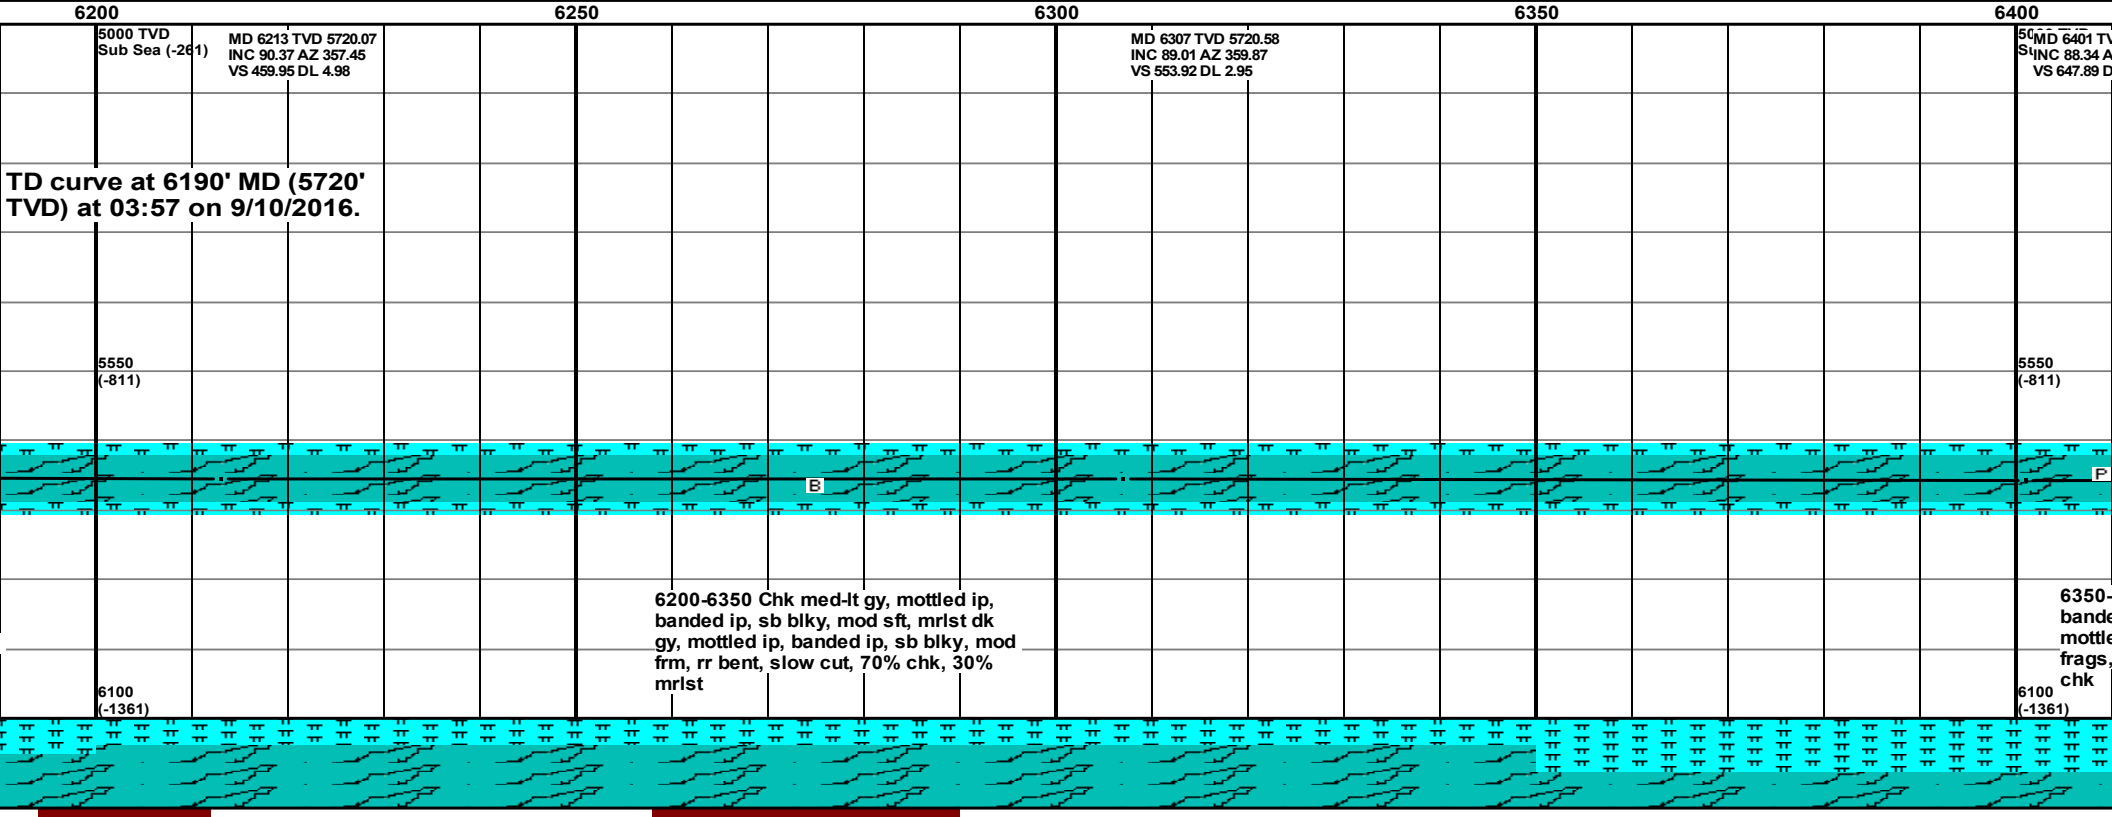 6200 6250 6300 6350 6400
5000 TVD
Sub Sea (-261)
MD 6213 TVD 5720.07
INC 90.37 AZ 357.45
VS 459.95 DL 4.98
MD 6307 TVD 5720.58
INC 89.01 AZ 359.87
VS 553.92 DL 2.95
MD 6401 TV
INC 88.34 A
VS 647.89 D
TD curve at 6190' MD (5720'
TVD) at 03:57 on 9/10/2016.
5550
(-811)
5550
(-811)
B
P
6200-6350 Chk med-lt gy, mottled ip,
banded ip, sb blky, mod sft, mrlst dk
gy, mottled ip, banded ip, sb blky, mod
frm, rr bent, slow cut, 70% chk, 30%
mrlst
6350-
bande
mottle
frags,
chk
6100
(-1361)
6100
(-1361)